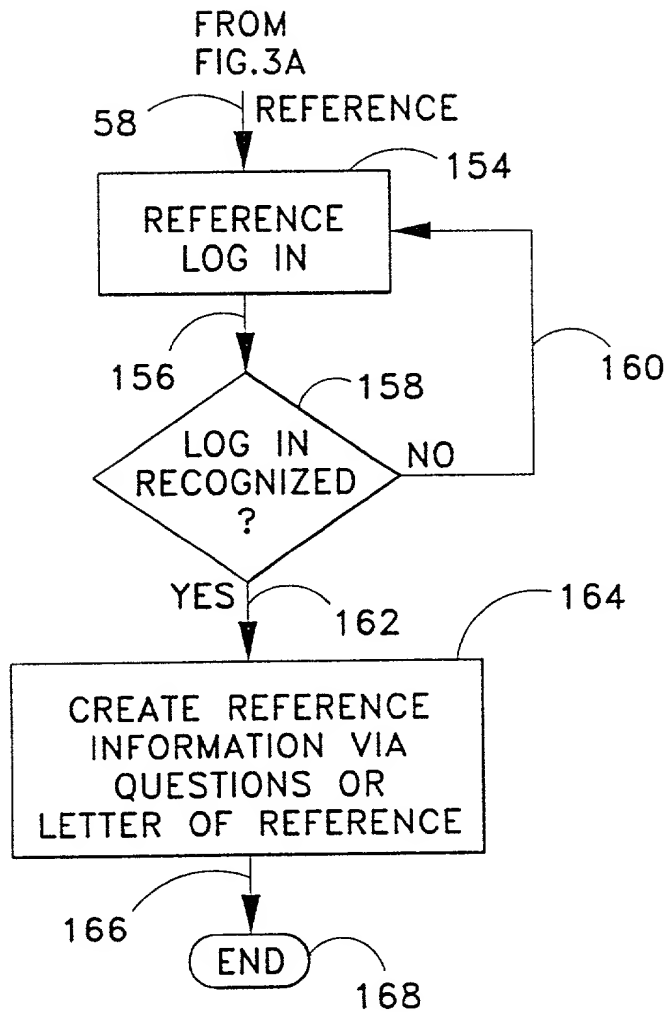 FROM
FIG.3A
58
REFERENCE
154
REFERENCE
LOG IN
156
158
160
LOG IN
RECOGNIZED
?
NO
YES
162
164
CREATE REFERENCE
INFORMATION VIA
QUESTIONS OR
LETTER OF REFERENCE
166
END
168